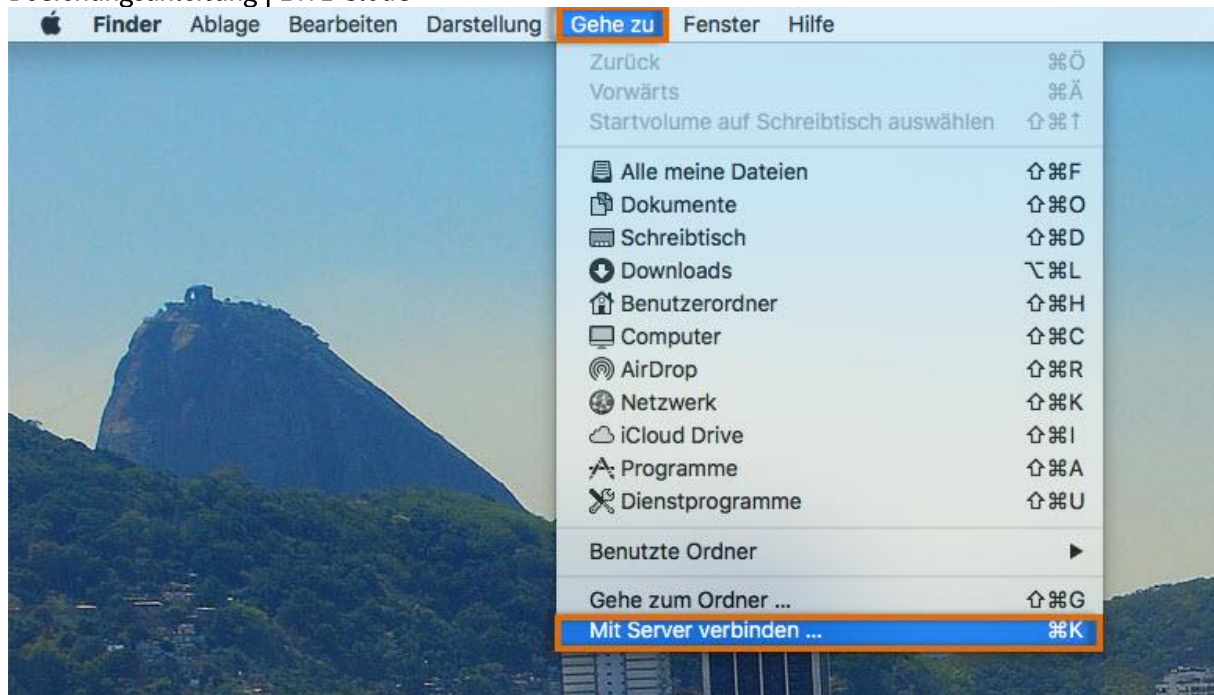 Finder Ablage Bearbeiten Darstellung Gehe zu Fenster Hilfe
Zurück ⌘Ö
Vorwärts ⌘Ä
Startvolume auf Schreibtisch auswählen ⇧⌘↑
Alle meine Dateien ⇧⌘F
Dokumente ⇧⌘O
Schreibtisch ⇧⌘D
Downloads ⌥⌘L
Benutzerordner ⇧⌘H
Computer ⇧⌘C
AirDrop ⇧⌘R
Netzwerk ⇧⌘K
iCloud Drive ⇧⌘I
Programme ⇧⌘A
Dienstprogramme ⇧⌘U
Benutzte Ordner ▶
Gehe zum Ordner ... ⇧⌘G
Mit Server verbinden ... ⌘K